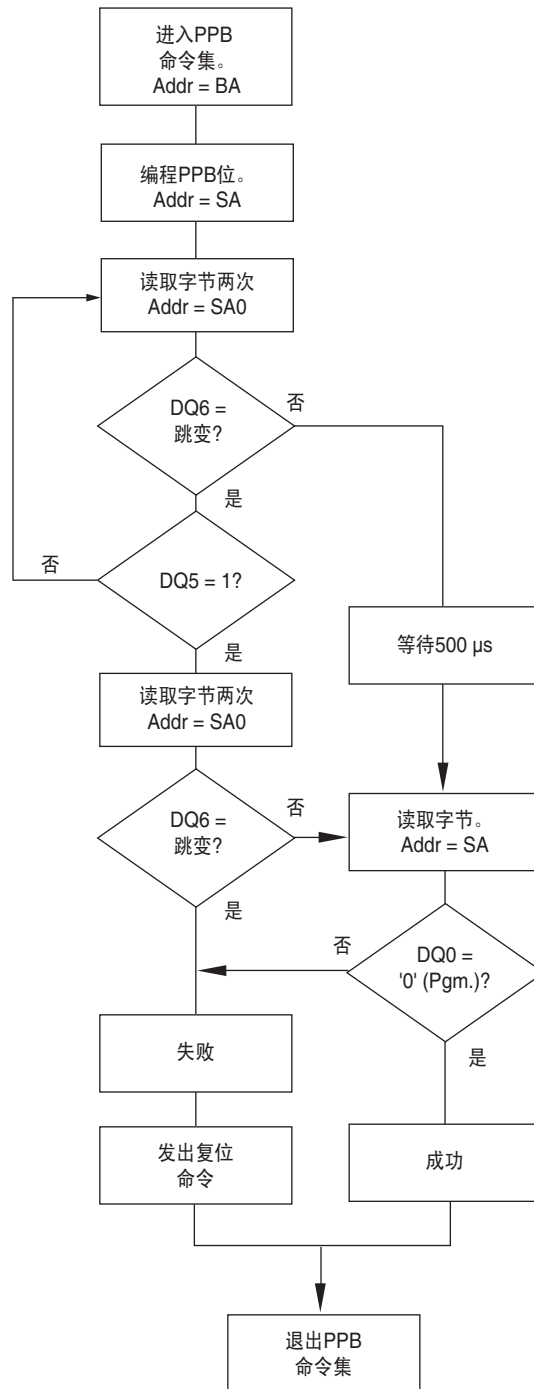 进入PPB
命令集。
Addr = BA
编程PPB位。
Addr = SA
读取字节两次
Addr = SA0
DQ6 =
跳变?
否
是
DQ5 = 1?
否
是
等待500 µs
读取字节两次
Addr = SA0
DQ6 =
跳变?
否
是
读取字节。
Addr = SA
DQ0 =
'0' (Pgm.)?
否
是
失败
发出复位
命令
成功
退出PPB
命令集